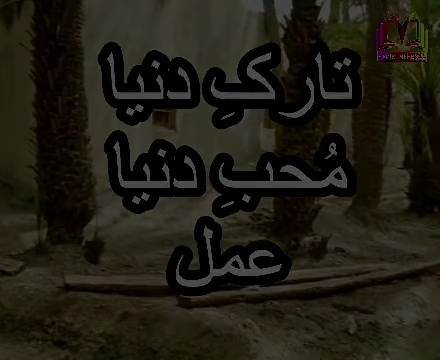 تارکِ دنیا
مُحبِ دنیا
عمل